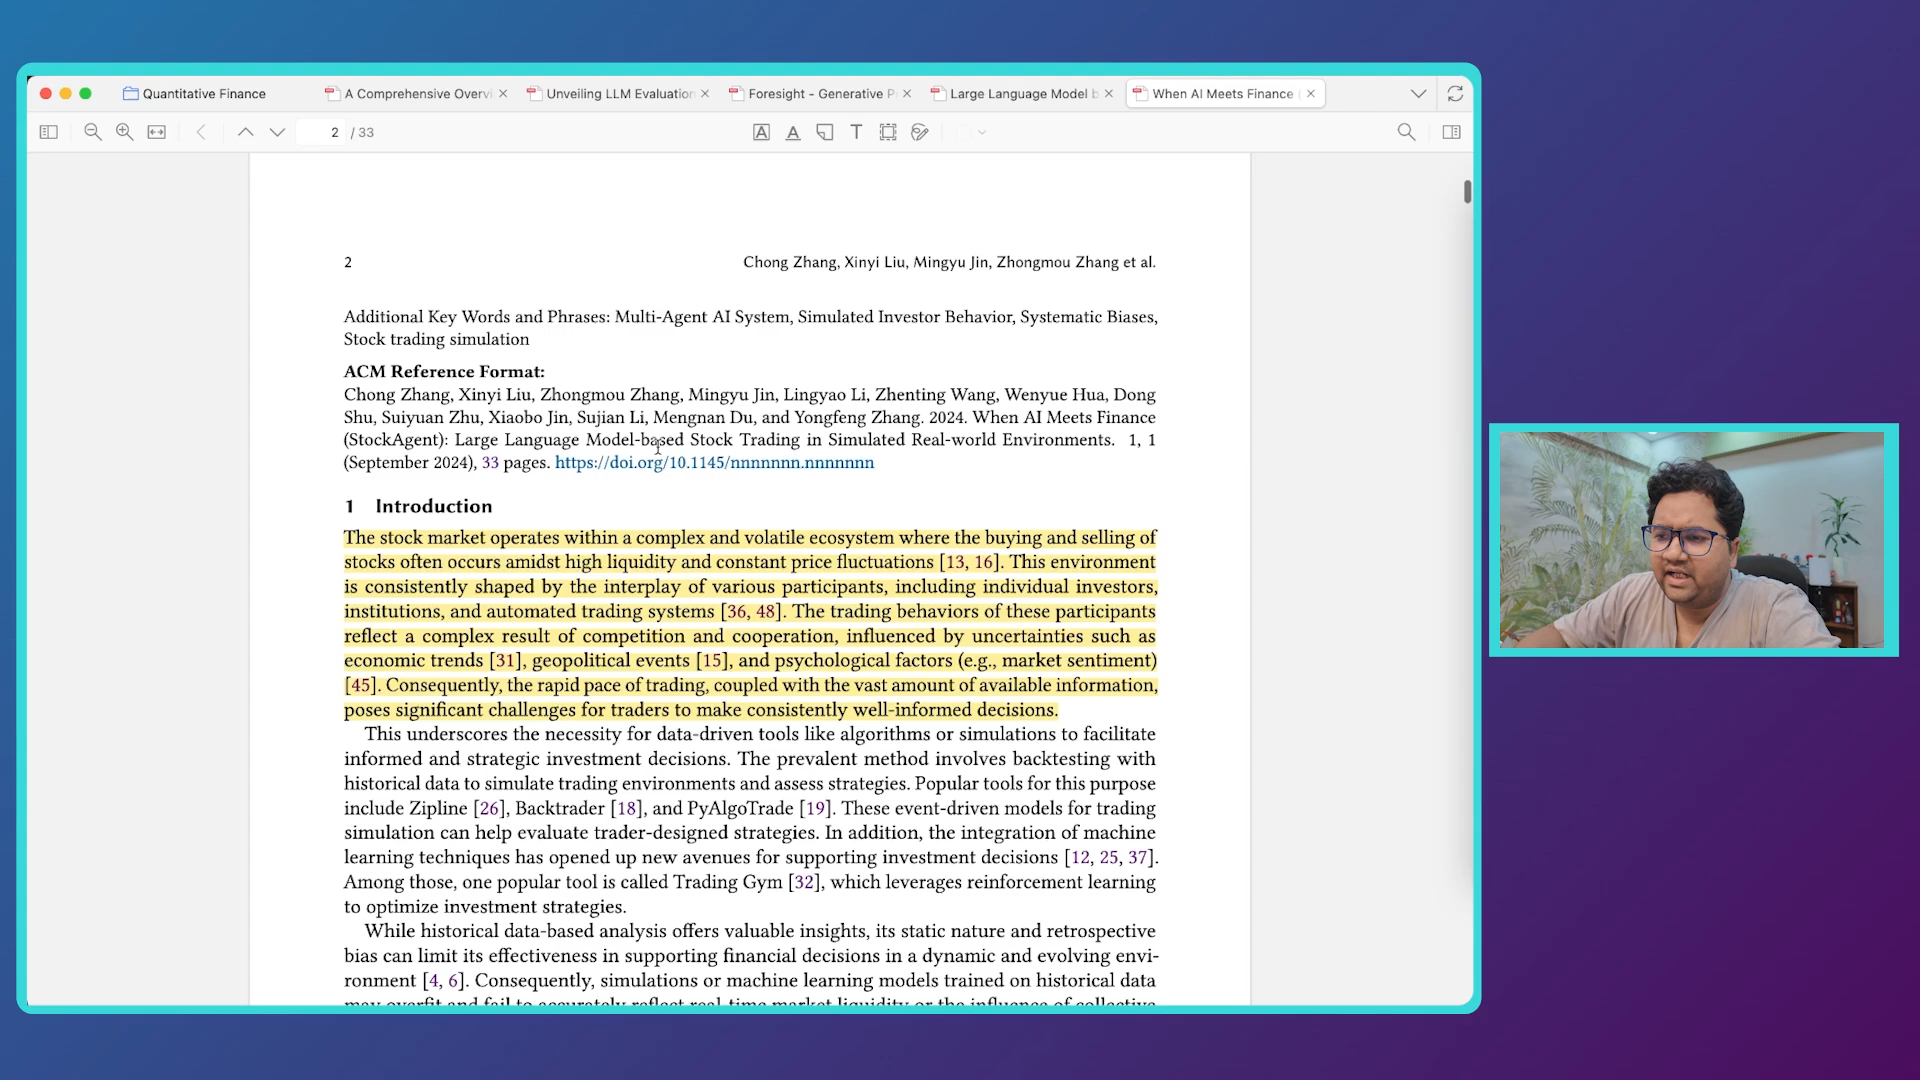 Quantitative Finance
A Comprehensive Overvi
Unveiling LLM Evaluation
Foresight - Generative P
Large Language Model b
When AI Meets Finance (
2 / 33
2
Chong Zhang, Xinyi Liu, Mingyu Jin, Zhongmou Zhang et al.
Additional Key Words and Phrases: Multi-Agent AI System, Simulated Investor Behavior, Systematic Biases,
Stock trading simulation
ACM Reference Format:
Chong Zhang, Xinyi Liu, Zhongmou Zhang, Mingyu Jin, Lingyao Li, Zhenting Wang, Wenyue Hua, Dong
Shu, Suiyuan Zhu, Xiaobo Jin, Sujian Li, Mengnan Du, and Yongfeng Zhang. 2024. When AI Meets Finance
(StockAgent): Large Language Model-based Stock Trading in Simulated Real-world Environments. 1, 1
(September 2024), 33 pages. https://doi.org/10.1145/nnnnnnn.nnnnnnn
1 Introduction
The stock market operates within a complex and volatile ecosystem where the buying and selling of
stocks often occurs amidst high liquidity and constant price fluctuations [13, 16]. This environment
is consistently shaped by the interplay of various participants, including individual investors,
institutions, and automated trading systems [36, 48]. The trading behaviors of these participants
reflect a complex result of competition and cooperation, influenced by uncertainties such as
economic trends [31], geopolitical events [15], and psychological factors (e.g., market sentiment)
[45]. Consequently, the rapid pace of trading, coupled with the vast amount of available information,
poses significant challenges for traders to make consistently well-informed decisions.
This underscores the necessity for data-driven tools like algorithms or simulations to facilitate
informed and strategic investment decisions. The prevalent method involves backtesting with
historical data to simulate trading environments and assess strategies. Popular tools for this purpose
include Zipline [26], Backtrader [18], and PyAlgoTrade [19]. These event-driven models for trading
simulation can help evaluate trader-designed strategies. In addition, the integration of machine
learning techniques has opened up new avenues for supporting investment decisions [12, 25, 37].
Among those, one popular tool is called Trading Gym [32], which leverages reinforcement learning
to optimize investment strategies.
While historical data-based analysis offers valuable insights, its static nature and retrospective
bias can limit its effectiveness in supporting financial decisions in a dynamic and evolving envi-
ronment [4, 6]. Consequently, simulations or machine learning models trained on historical data
may overfit and fail to accurately reflect real-time market liquidity or the influence of collective